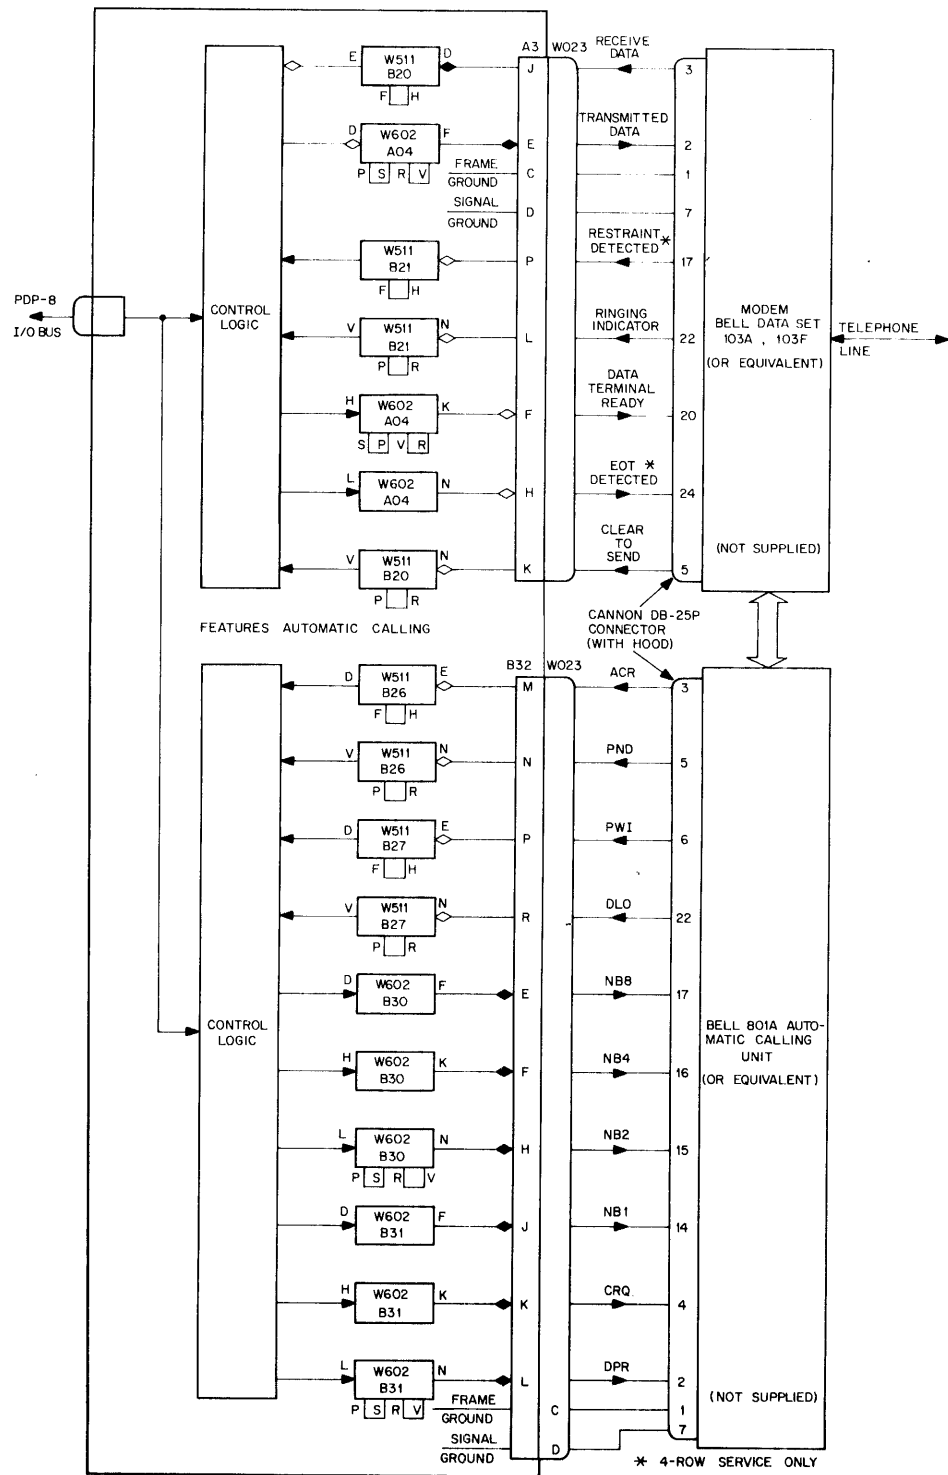 A3 W023 RECEIVE
DATA
E W511 D J 3
B20
F H
TRANSMITTED
DATA
D W602 F E 2
A04
P S R V
FRAME
GROUND C 1
SIGNAL
GROUND D 7
RESTRAINT
DETECTED *
W511 P 17
B21
F H
PDP-8
I/O BUS
CONTROL
LOGIC
MODEM
BELL DATA SET
103A , 103F
(OR EQUIVALENT)
TELEPHONE
LINE
RINGING
INDICATOR
V W511 N L 22
B21
P R
DATA
TERMINAL
READY
H W602 K F 20
A04
S P V R
EOT *
DETECTED
L W602 N H 24
A04
CLEAR
TO
SEND
(NOT SUPPLIED)
V W511 N K 5
B20
P R
FEATURES AUTOMATIC CALLING
CANNON DB-25P
CONNECTOR
(WITH HOOD)
B32 W023
D W511 E M ACR 3
B26
F H
V W511 N N PND 5
B26
P R
D W511 E P PWI 6
B27
F H
V W511 N R DLO 22
B27
P R
D W602 F E NB8 17
B30
CONTROL
LOGIC
BELL 801A AUTO-
MATIC CALLING
UNIT
(OR EQUIVALENT)
H W602 K F NB4 16
B30
L W602 N H NB2 15
B30
P S R V
D W602 F J NB1 14
B31
H W602 K K CRQ 4
B31
L W602 N L DPR 2
B31
P S R V
(NOT SUPPLIED)
FRAME
GROUND C 1
SIGNAL
GROUND D 7
* 4-ROW SERVICE ONLY